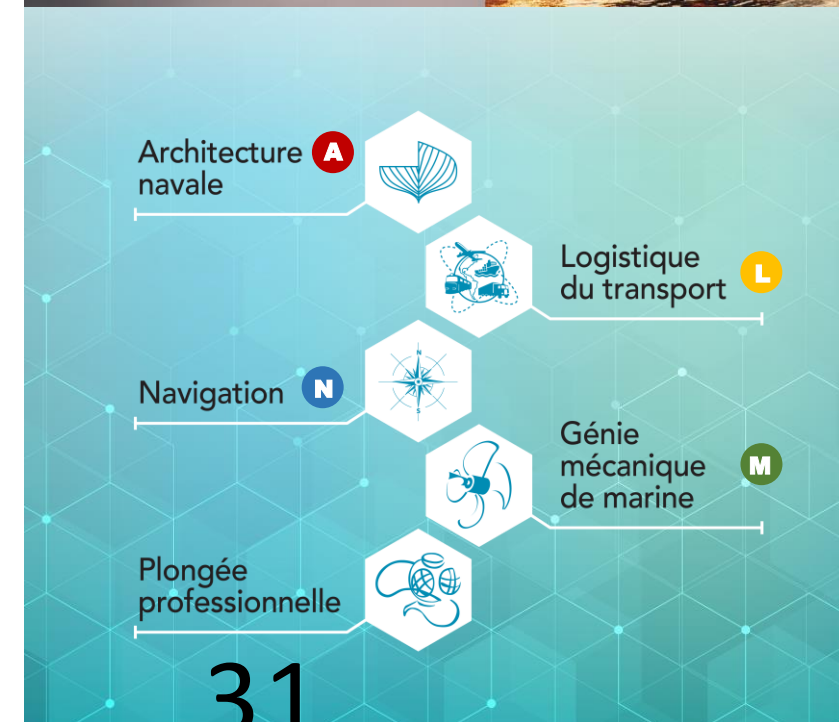 Architecture A
navale
Logistique
du transport L
N
S
Navigation N
Génie
mécanique M
de marine
Plongée
professionnelle
31